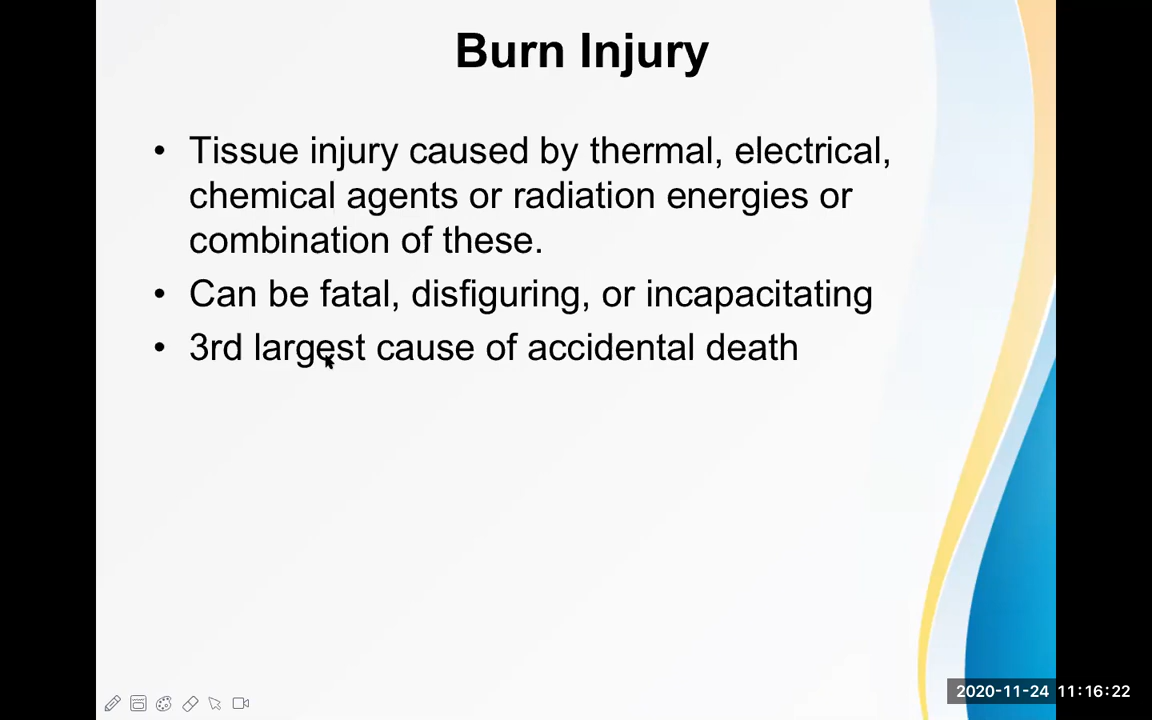 Burn Injury
• Tissue injury caused by thermal, electrical,
chemical agents or radiation energies or
combination of these.
• Can be fatal, disfiguring, or incapacitating
• 3rd largest cause of accidental death
2020-11-24 11:16:22